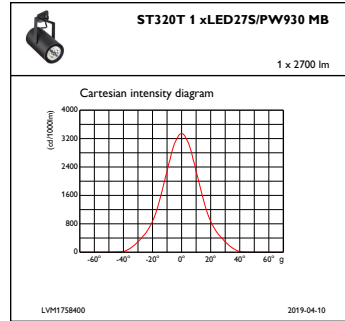 ST320T 1 xLED27S/PW930 MB
1 x 2700 lm
Cartesian intensity diagram
(cd/1000lm)
4000
3200
2400
1600
800
0
-60° -40° -20° 0° 20° 40° 60° g
LVM1758400 2019-04-10